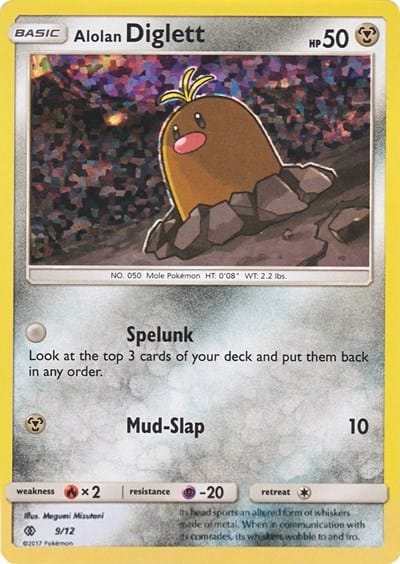 BASIC Alolan Diglett HP 50
NO. 050 Mole Pokémon HT: 0'08" WT: 2.2 lbs.
Spelunk
Look at the top 3 cards of your deck and put them back
in any order.
Mud-Slap 10
weakness × 2 resistance -20 retreat
Illus. Megumi Mizutani
9/12
©2017 Pokémon
Its head sports an altered form of whiskers
made of metal. When in communication with
its comrades, its whiskers wobble to and fro.